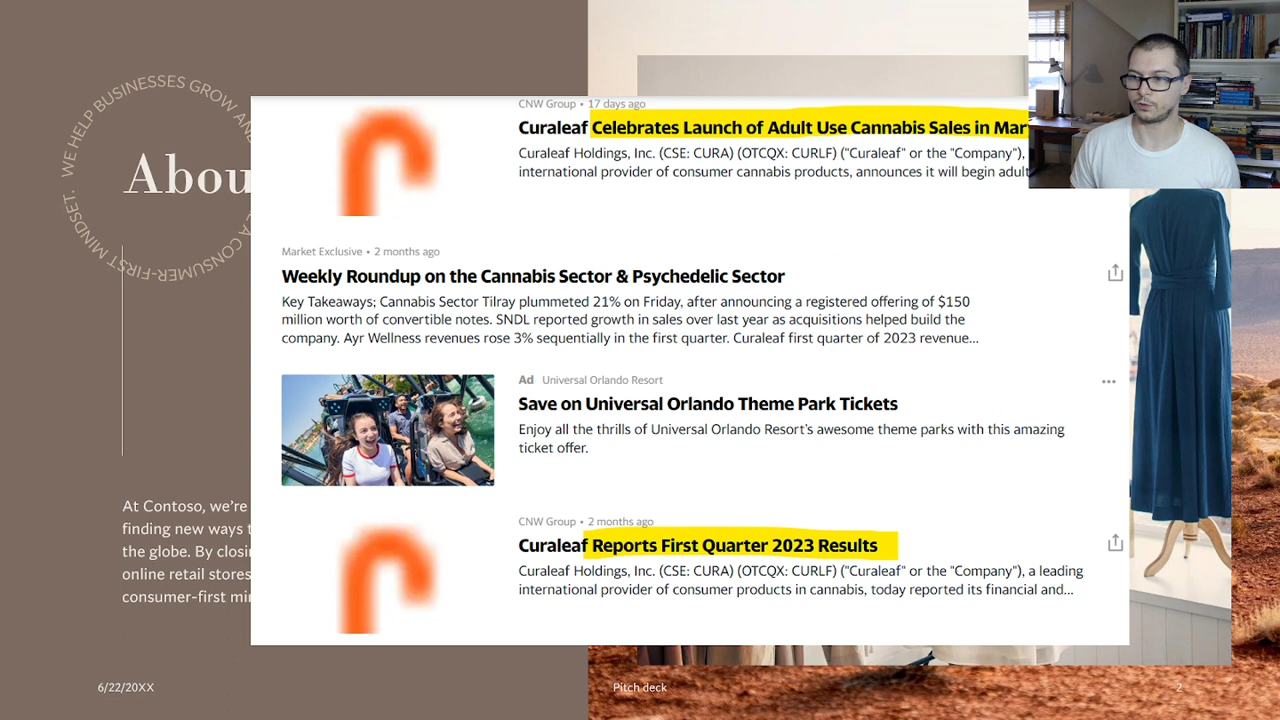 WE HELP BUSINESSES GROW AND
A CONSUMER-FIRST MINDSET.
Abou
CNW Group • 17 days ago
Curaleaf Celebrates Launch of Adult Use Cannabis Sales in Mar
Curaleaf Holdings, Inc. (CSE: CURA) (OTCQX: CURLF) ("Curaleaf" or the "Company"),
international provider of consumer cannabis products, announces it will begin adult
Market Exclusive • 2 months ago
Weekly Roundup on the Cannabis Sector & Psychedelic Sector
Key Takeaways; Cannabis Sector Tilray plummeted 21% on Friday, after announcing a registered offering of $150
million worth of convertible notes. SNDL reported growth in sales over last year as acquisitions helped build the
company. Ayr Wellness revenues rose 3% sequentially in the first quarter. Curaleaf first quarter of 2023 revenue...
Ad Universal Orlando Resort
Save on Universal Orlando Theme Park Tickets
Enjoy all the thrills of Universal Orlando Resort's awesome theme parks with this amazing
ticket offer.
CNW Group • 2 months ago
Curaleaf Reports First Quarter 2023 Results
Curaleaf Holdings, Inc. (CSE: CURA) (OTCQX: CURLF) ("Curaleaf" or the "Company"), a leading
international provider of consumer products in cannabis, today reported its financial and...
At Contoso, we're
finding new ways t
the globe. By closi
online retail stores
consumer-first mi
6/22/20XX
Pitch deck
2